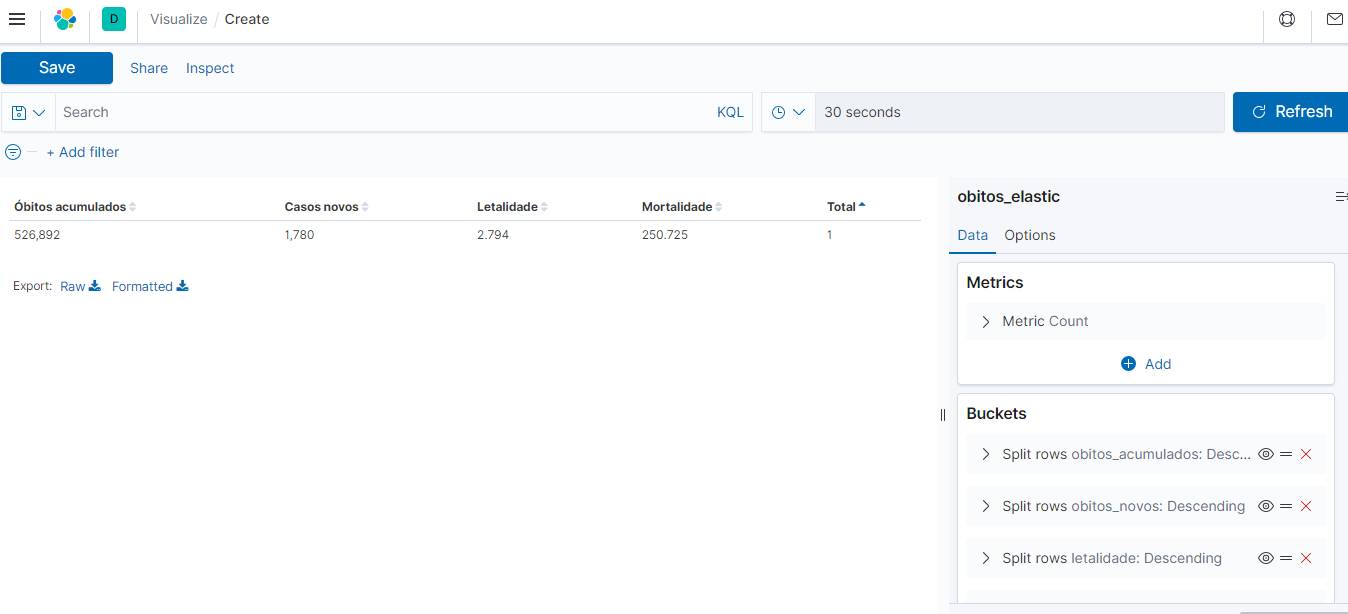 D Visualize / Create
Save Share Inspect
Search KQL 30 seconds Refresh
+ Add filter
Óbitos acumulados Casos novos Letalidade Mortalidade Total
526,892 1,780 2.794 250.725 1
Export: Raw Formatted
obitos_elastic
Data Options
Metrics
Metric Count
Add
Buckets
Split rows obitos_acumulados: Desc...
Split rows obitos_novos: Descending
Split rows letalidade: Descending